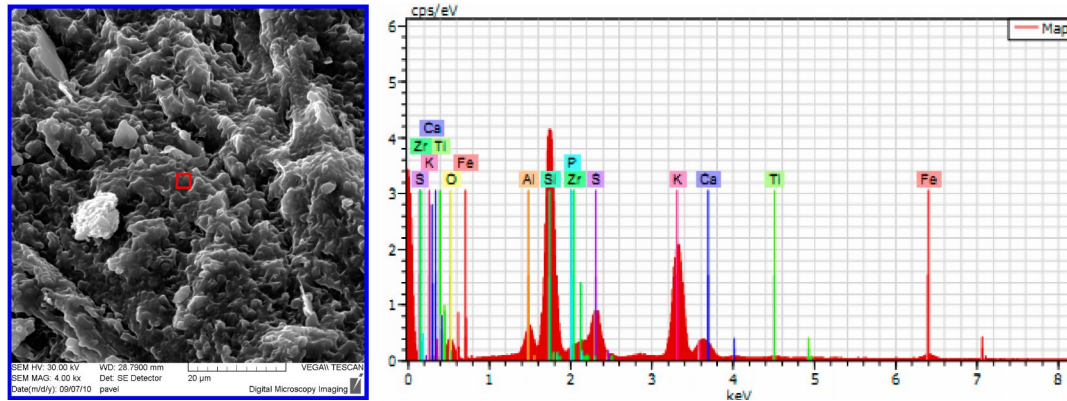 SEM HV: 30.00 kV WD: 28.7900 mm VEGA\\ TESCAN
SEM MAG: 4.00 kx Det: SE Detector 20 µm
Date(m/d/y): 09/07/10 pavel Digital Microscopy Imaging
cps/eV
Map
6
5
4
3
2
1
0
Ca
Zr Ti
K Fe P
S O Al Si Zr S K Ca Ti Fe
0 1 2 3 4 5 6 7 8
keV